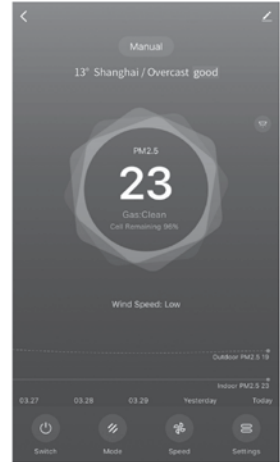 Manual
13° Shanghai / Overcast good
PM2.5
23
Gas:Clean
Cell Remaining 96%
Wind Speed: Low
Outdoor PM2.5 19
Indoor PM2.5 23
03.27 03.28 03.29 Yesterday Today
Switch Mode Speed Settings